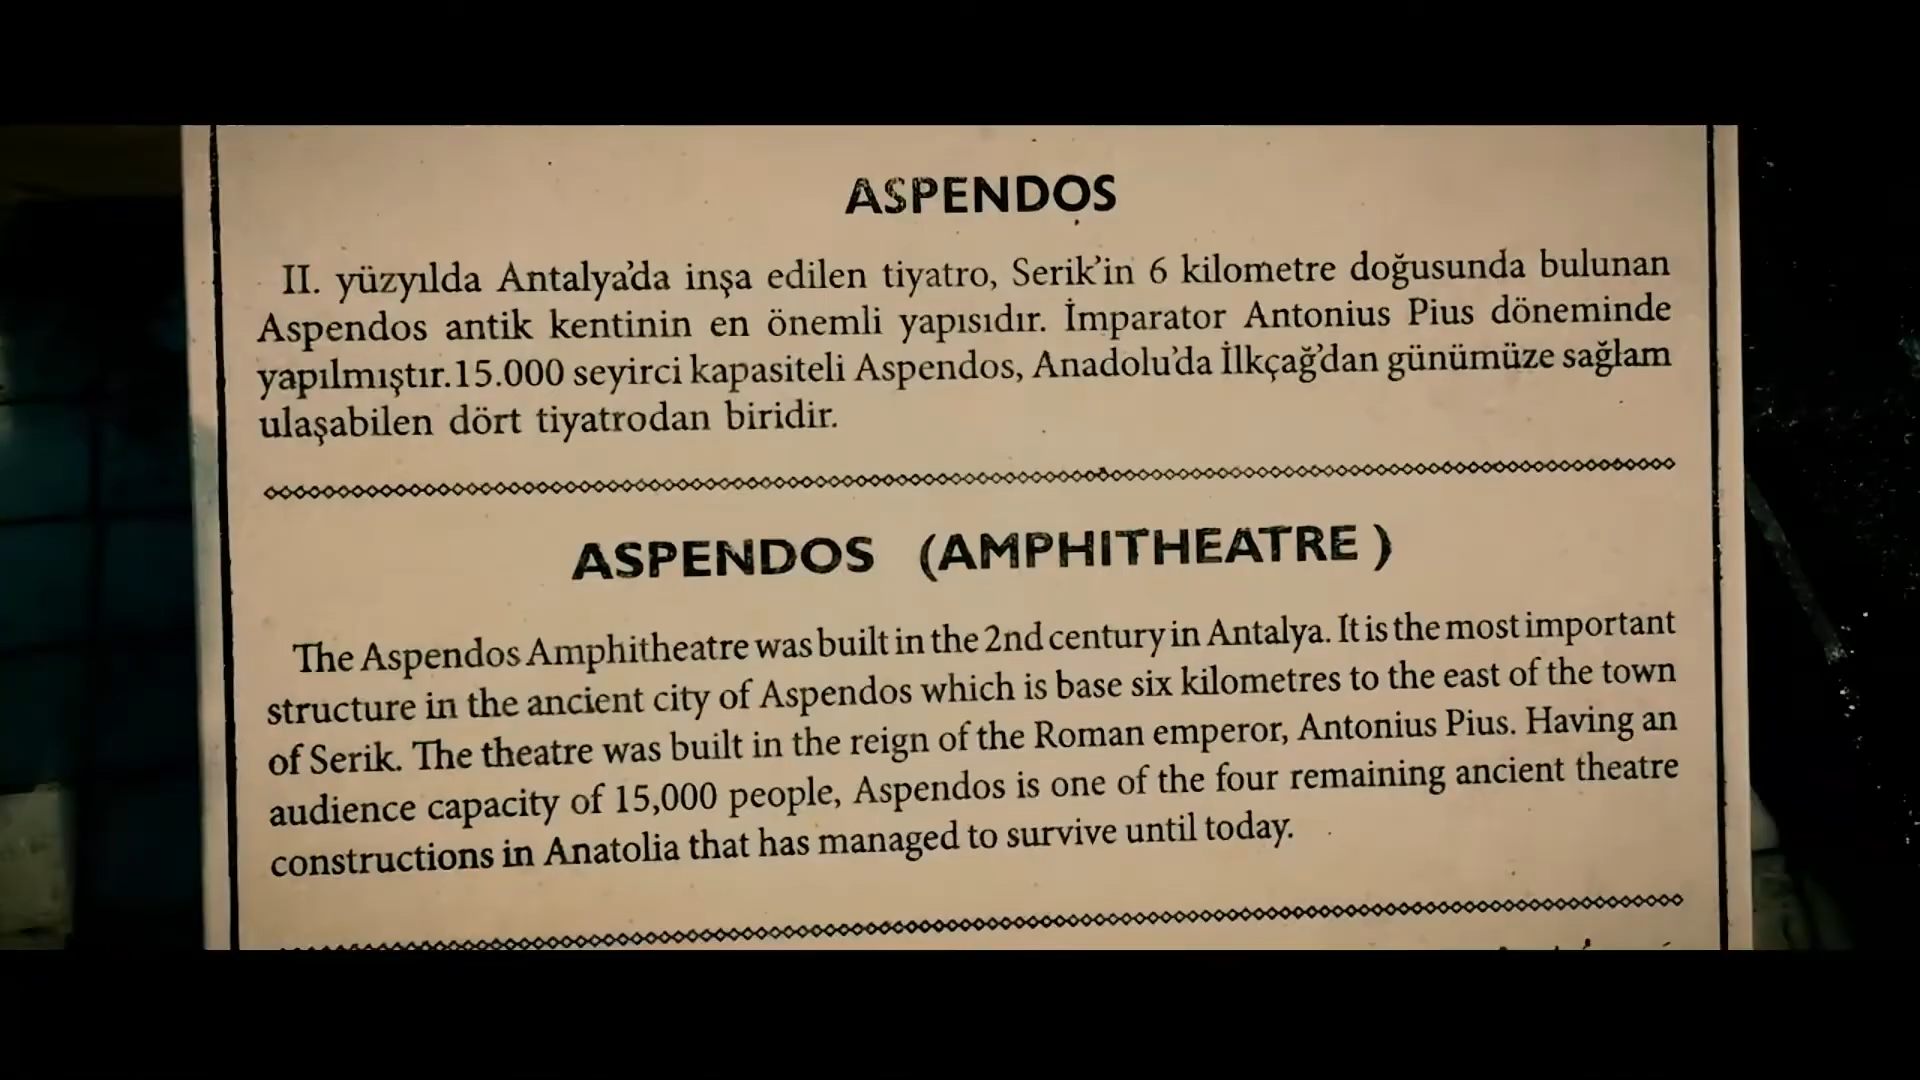 ASPENDOS
II. yüzyılda Antalya'da inşa edilen tiyatro, Serik'in 6 kilometre doğusunda bulunan
Aspendos antik kentinin en önemli yapısıdır. İmparator Antonius Pius döneminde
yapılmıştır.15.000 seyirci kapasiteli Aspendos, Anadolu'da İlkçağ'dan günümüze sağlam
ulaşabilen dört tiyatrodan biridir.
ASPENDOS (AMPHITHEATRE )
The Aspendos Amphitheatre was built in the 2nd century in Antalya. It is the most important
structure in the ancient city of Aspendos which is base six kilometres to the east of the town
of Serik. The theatre was built in the reign of the Roman emperor, Antonius Pius. Having an
audience capacity of 15,000 people, Aspendos is one of the four remaining ancient theatre
constructions in Anatolia that has managed to survive until today.